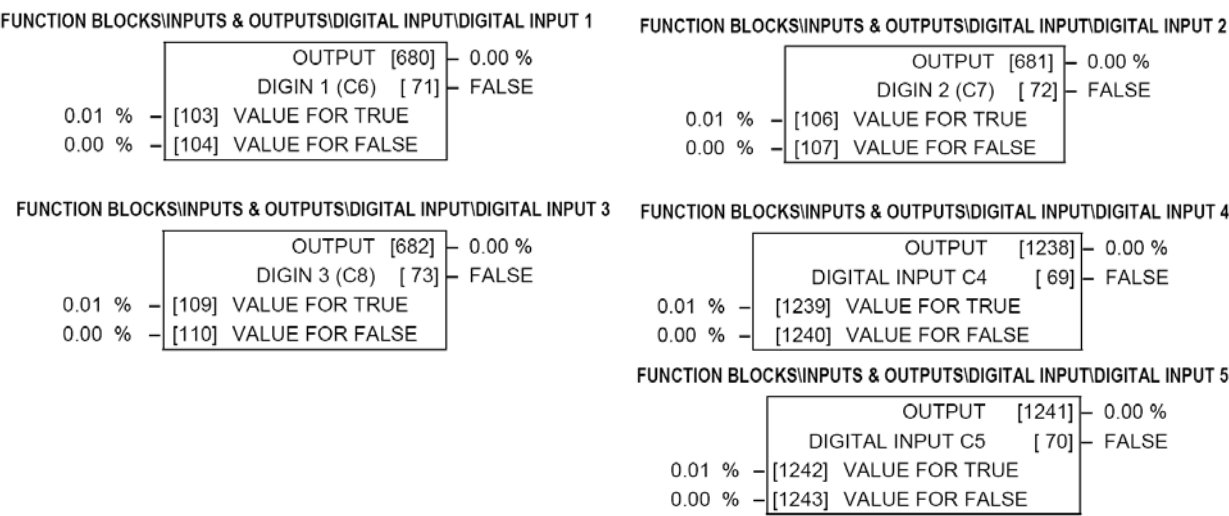 FUNCTION BLOCKS\INPUTS & OUTPUTS\DIGITAL INPUT\DIGITAL INPUT 1
OUTPUT [680] – 0.00 %
DIGIN 1 (C6) [ 71] – FALSE
0.01 % – [103] VALUE FOR TRUE
0.00 % – [104] VALUE FOR FALSE
FUNCTION BLOCKS\INPUTS & OUTPUTS\DIGITAL INPUT\DIGITAL INPUT 2
OUTPUT [681] – 0.00 %
DIGIN 2 (C7) [ 72] – FALSE
0.01 % – [106] VALUE FOR TRUE
0.00 % – [107] VALUE FOR FALSE
FUNCTION BLOCKS\INPUTS & OUTPUTS\DIGITAL INPUT\DIGITAL INPUT 3
OUTPUT [682] – 0.00 %
DIGIN 3 (C8) [ 73] – FALSE
0.01 % – [109] VALUE FOR TRUE
0.00 % – [110] VALUE FOR FALSE
FUNCTION BLOCKS\INPUTS & OUTPUTS\DIGITAL INPUT\DIGITAL INPUT 4
OUTPUT [1238] – 0.00 %
DIGITAL INPUT C4 [ 69] – FALSE
0.01 % – [1239] VALUE FOR TRUE
0.00 % – [1240] VALUE FOR FALSE
FUNCTION BLOCKS\INPUTS & OUTPUTS\DIGITAL INPUT\DIGITAL INPUT 5
OUTPUT [1241] – 0.00 %
DIGITAL INPUT C5 [ 70] – FALSE
0.01 % – [1242] VALUE FOR TRUE
0.00 % – [1243] VALUE FOR FALSE